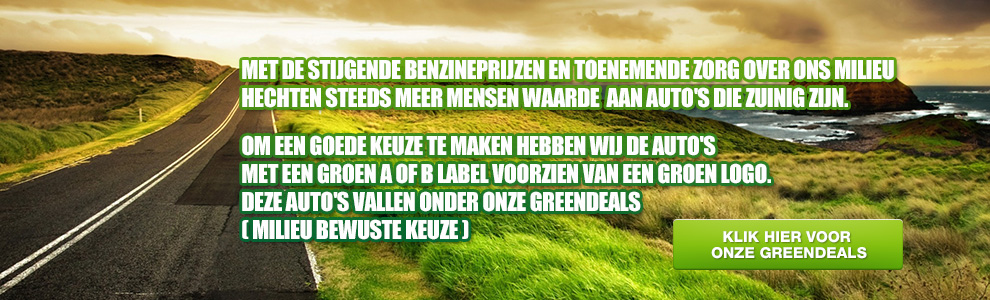 MET DE STIJGENDE BENZINEPRIJZEN EN TOENEMENDE ZORG OVER ONS MILIEU
HECHTEN STEEDS MEER MENSEN WAARDE AAN AUTO'S DIE ZUINIG ZIJN.
OM EEN GOEDE KEUZE TE MAKEN HEBBEN WIJ DE AUTO'S
MET EEN GROEN A OF B LABEL VOORZIEN VAN EEN GROEN LOGO.
DEZE AUTO'S VALLEN ONDER ONZE GREENDEALS
( MILIEU BEWUSTE KEUZE )
KLIK HIER VOOR
ONZE GREENDEALS